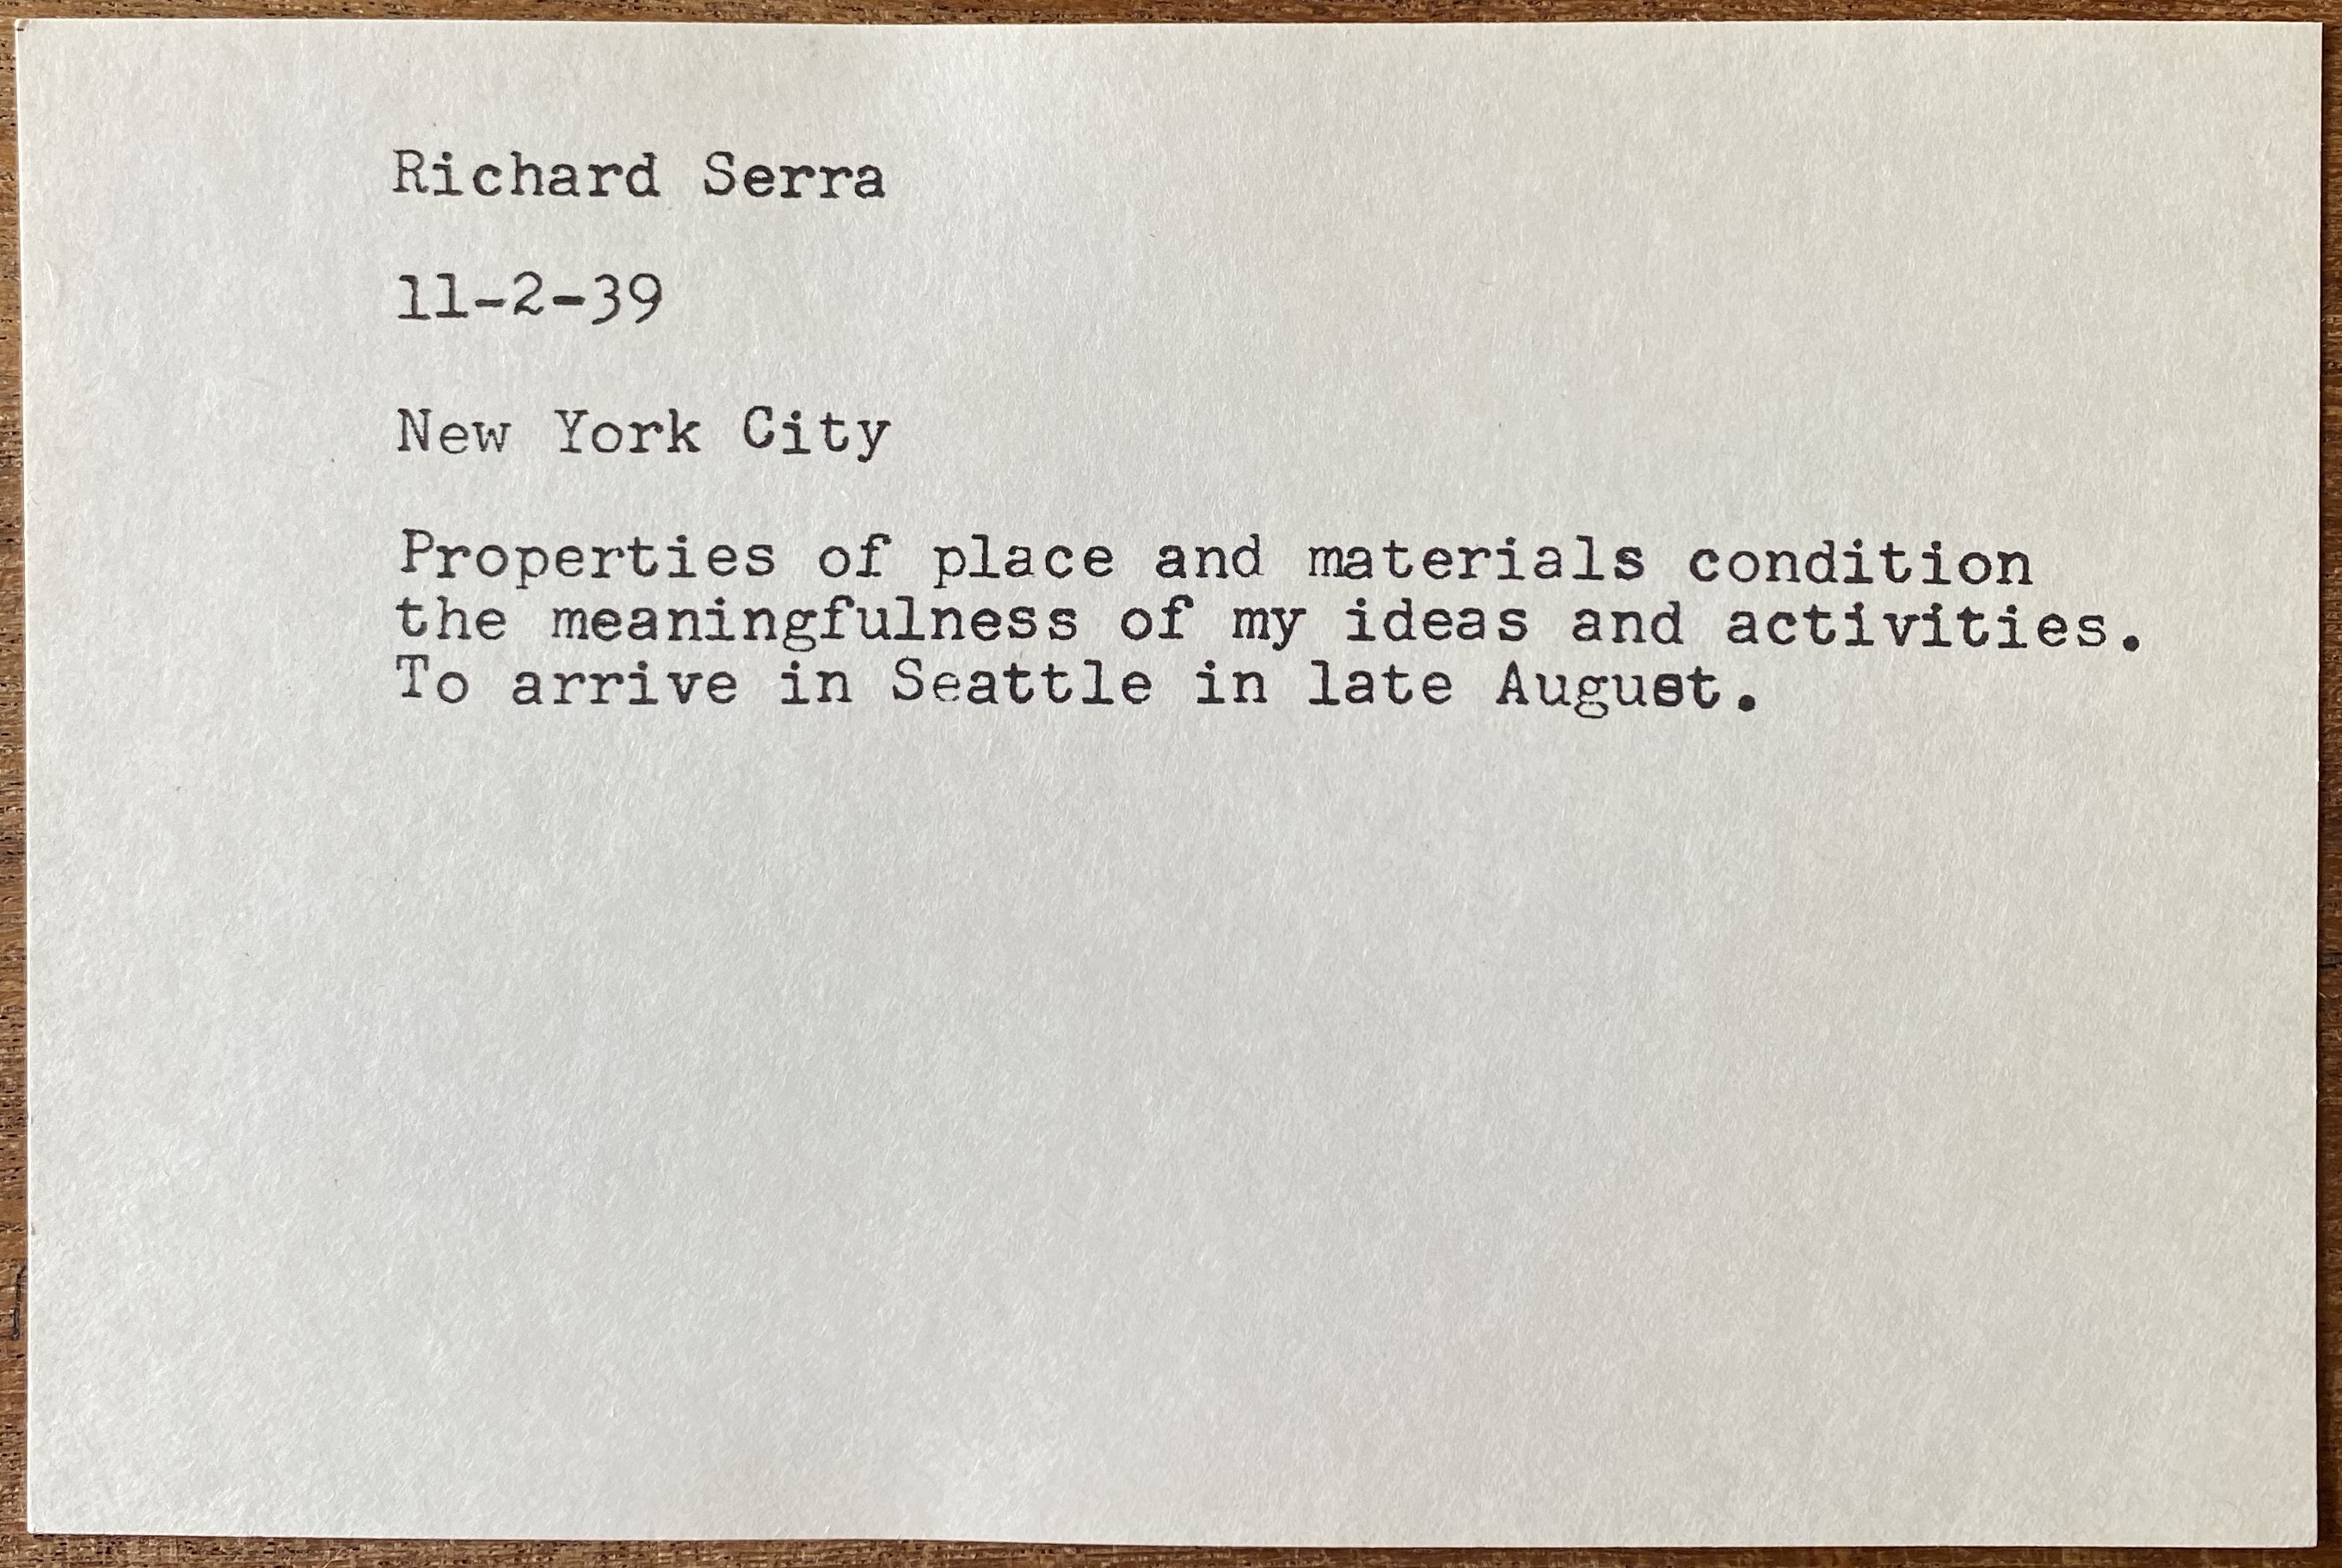 Richard Serra
11-2-39
New York City
Properties of place and materials condition
the meaningfulness of my ideas and activities.
To arrive in Seattle in late August.